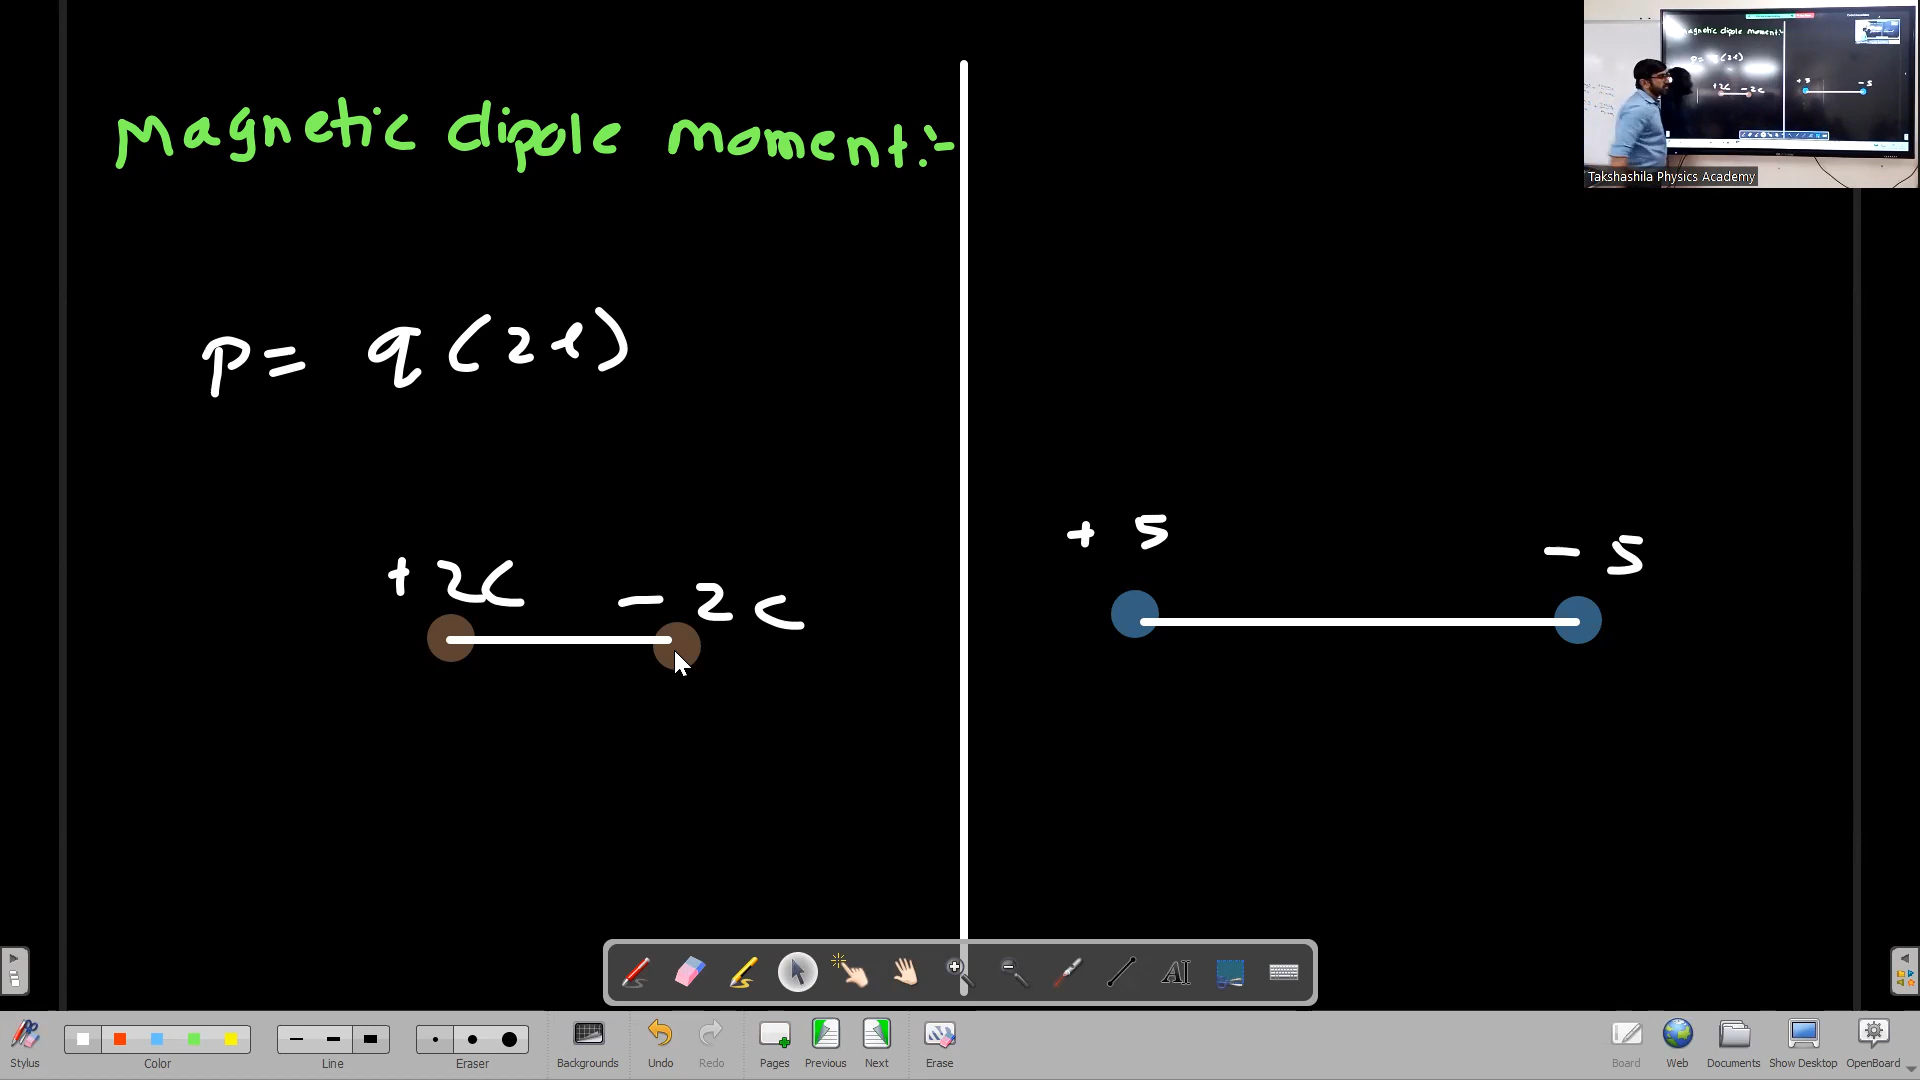 Magnetic dipole moment:-
p = q (2l)
+ 2C - 2C
+ 5 - 5
Takshashila Physics Academy
Stylus
Color
Line
Eraser
Backgrounds
Undo
Redo
Pages
Previous
Next
Erase
Board
Web
Documents
Show Desktop
OpenBoard